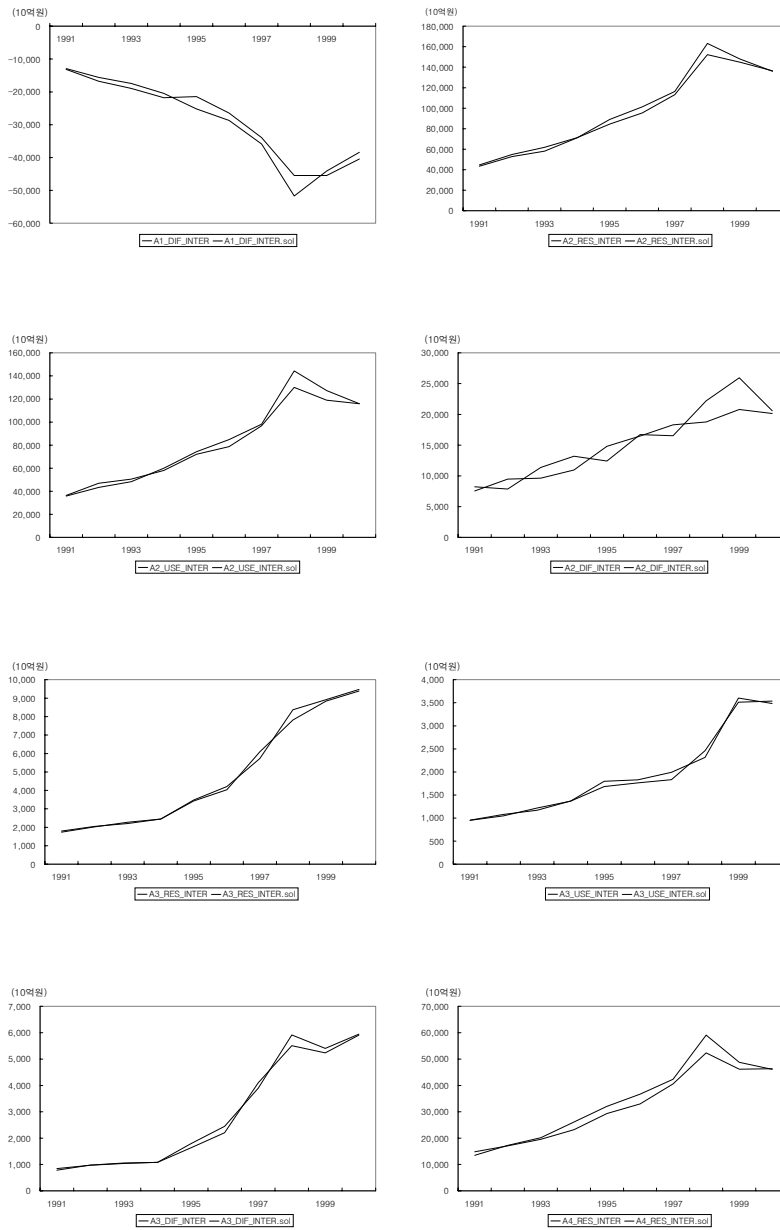 (10억원)
0
1991 1993 1995 1997 1999
-10,000
-20,000
-30,000
-40,000
-50,000
-60,000
A1_DIF_INTER A1_DIF_INTER.sol
(10억원)
180,000
160,000
140,000
120,000
100,000
80,000
60,000
40,000
20,000
0
1991 1993 1995 1997 1999
A2_RES_INTER A2_RES_INTER.sol
(10억원)
160,000
140,000
120,000
100,000
80,000
60,000
40,000
20,000
0
1991 1993 1995 1997 1999
A2_USE_INTER A2_USE_INTER.sol
(10억원)
30,000
25,000
20,000
15,000
10,000
5,000
0
1991 1993 1995 1997 1999
A2_DIF_INTER A2_DIF_INTER.sol
(10억원)
10,000
9,000
8,000
7,000
6,000
5,000
4,000
3,000
2,000
1,000
0
1991 1993 1995 1997 1999
A3_RES_INTER A3_RES_INTER.sol
(10억원)
4,000
3,500
3,000
2,500
2,000
1,500
1,000
500
0
1991 1993 1995 1997 1999
A3_USE_INTER A3_USE_INTER.sol
(10억원)
7,000
6,000
5,000
4,000
3,000
2,000
1,000
0
1991 1993 1995 1997 1999
A3_DIF_INTER A3_DIF_INTER.sol
(10억원)
70,000
60,000
50,000
40,000
30,000
20,000
10,000
0
1991 1993 1995 1997 1999
A4_RES_INTER A4_RES_INTER.sol